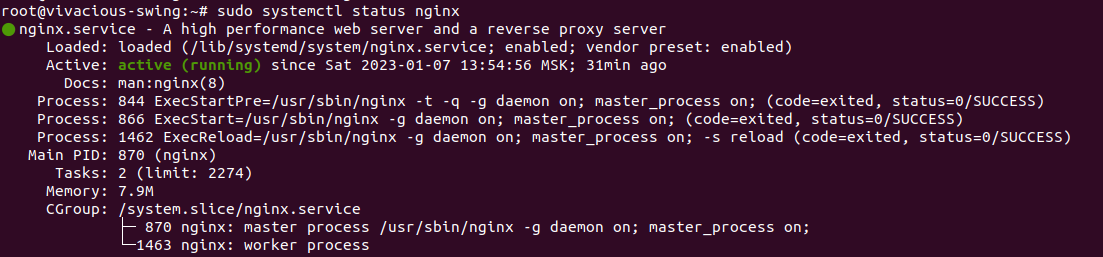 root@vivacious-swing:~# sudo systemctl status nginx
● nginx.service - A high performance web server and a reverse proxy server
Loaded: loaded (/lib/systemd/system/nginx.service; enabled; vendor preset: enabled)
Active: active (running) since Sat 2023-01-07 13:54:56 MSK; 31min ago
Docs: man:nginx(8)
Process: 844 ExecStartPre=/usr/sbin/nginx -t -q -g daemon on; master_process on; (code=exited, status=0/SUCCESS)
Process: 866 ExecStart=/usr/sbin/nginx -g daemon on; master_process on; (code=exited, status=0/SUCCESS)
Process: 1462 ExecReload=/usr/sbin/nginx -g daemon on; master_process on; -s reload (code=exited, status=0/SUCCESS)
Main PID: 870 (nginx)
Tasks: 2 (limit: 2274)
Memory: 7.9M
CGroup: /system.slice/nginx.service
├─ 870 nginx: master process /usr/sbin/nginx -g daemon on; master_process on;
└─1463 nginx: worker process